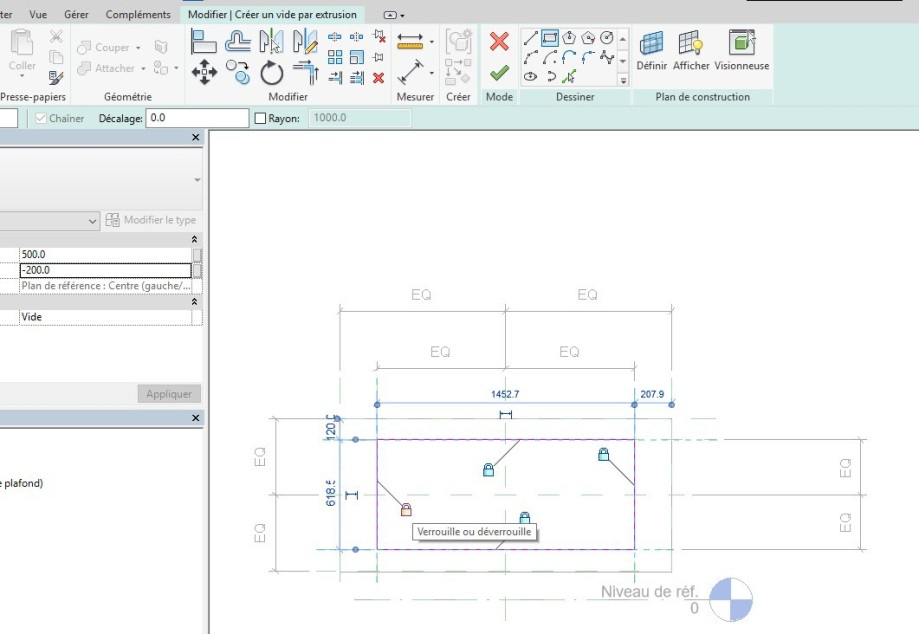 ter Vue Gérer Compléments Modifier | Créer un vide par extrusion
Couper
Coller
Attacher
Définir Afficher Visionneuse
Presse-papiers Géométrie Modifier Mesurer Créer Mode Dessiner Plan de construction
Chaîner Décalage: 0.0 Rayon: 1000.0
Modifier le type
500.0
-200.0
Plan de référence : Centre (gauche/...
Vide
Appliquer
e plafond)
EQ EQ
EQ EQ
1452.7 207.9
EQ
EQ
618.5
EQ
EQ
Verrouille ou déverrouille
Niveau de réf.
0